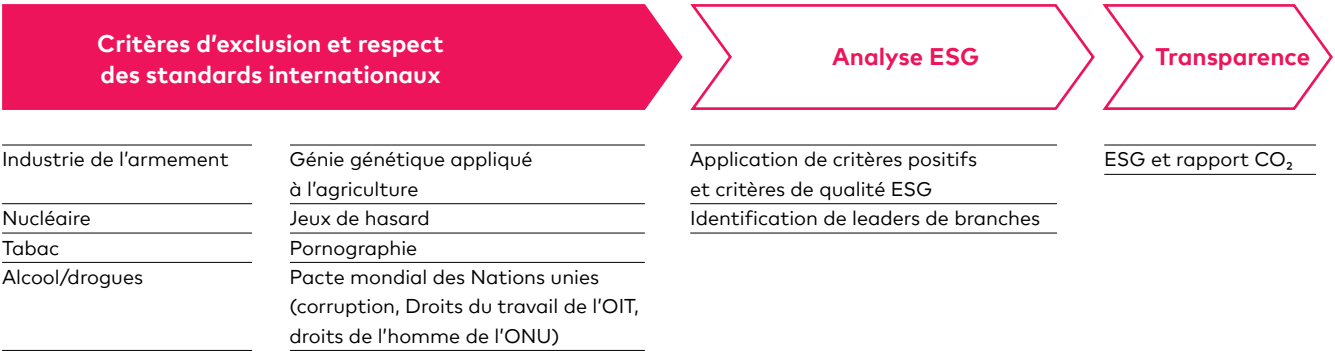 Critères d'exclusion et respect
des standards internationaux
Analyse ESG
Transparence
Industrie de l'armement
Nucléaire
Tabac
Alcool/drogues
Génie génétique appliqué
à l'agriculture
Jeux de hasard
Pornographie
Pacte mondial des Nations unies
(corruption, Droits du travail de l'OIT,
droits de l'homme de l'ONU)
Application de critères positifs
et critères de qualité ESG
Identification de leaders de branches
ESG et rapport CO₂